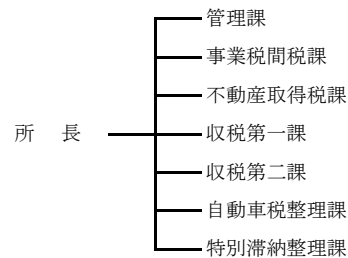 管理課
事業税間税課
不動産取得税課
所　長
収税第一課
収税第二課
自動車税整理課
特別滞納整理課